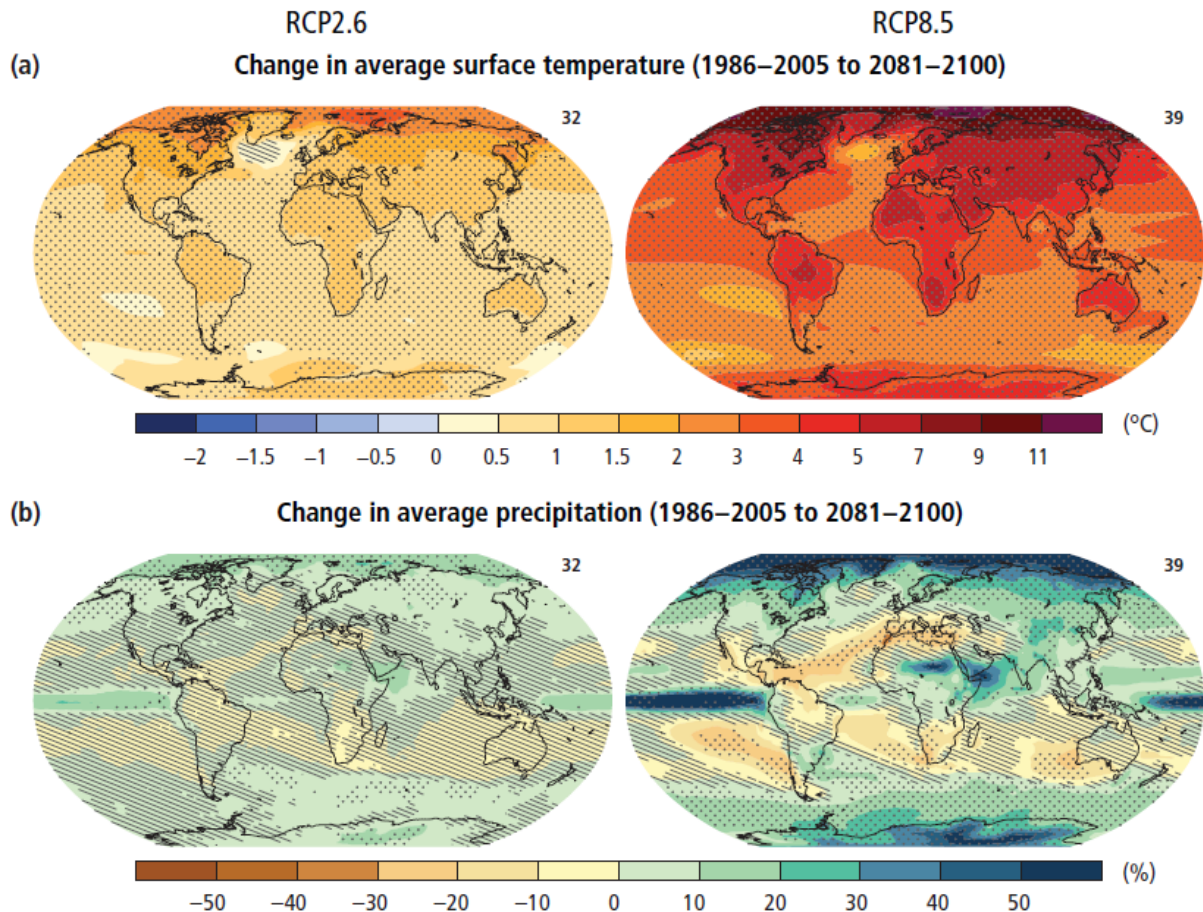 RCP2.6 RCP8.5
(a) Change in average surface temperature (1986–2005 to 2081–2100)
32 39
(°C)
−2 −1.5 −1 −0.5 0 0.5 1 1.5 2 3 4 5 7 9 11
(b) Change in average precipitation (1986–2005 to 2081–2100)
32 39
(%)
−50 −40 −30 −20 −10 0 10 20 30 40 50